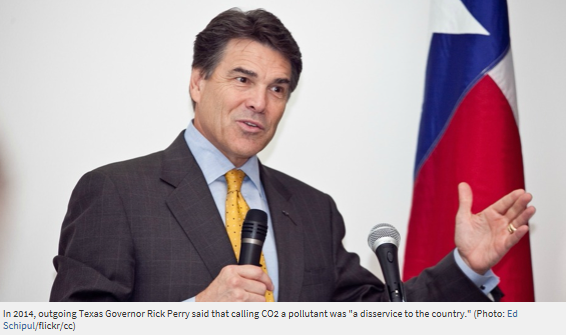 In 2014, outgoing Texas Governor Rick Perry said that calling CO2 a pollutant was "a disservice to the country." (Photo: Ed
Schipul/flickr/cc)